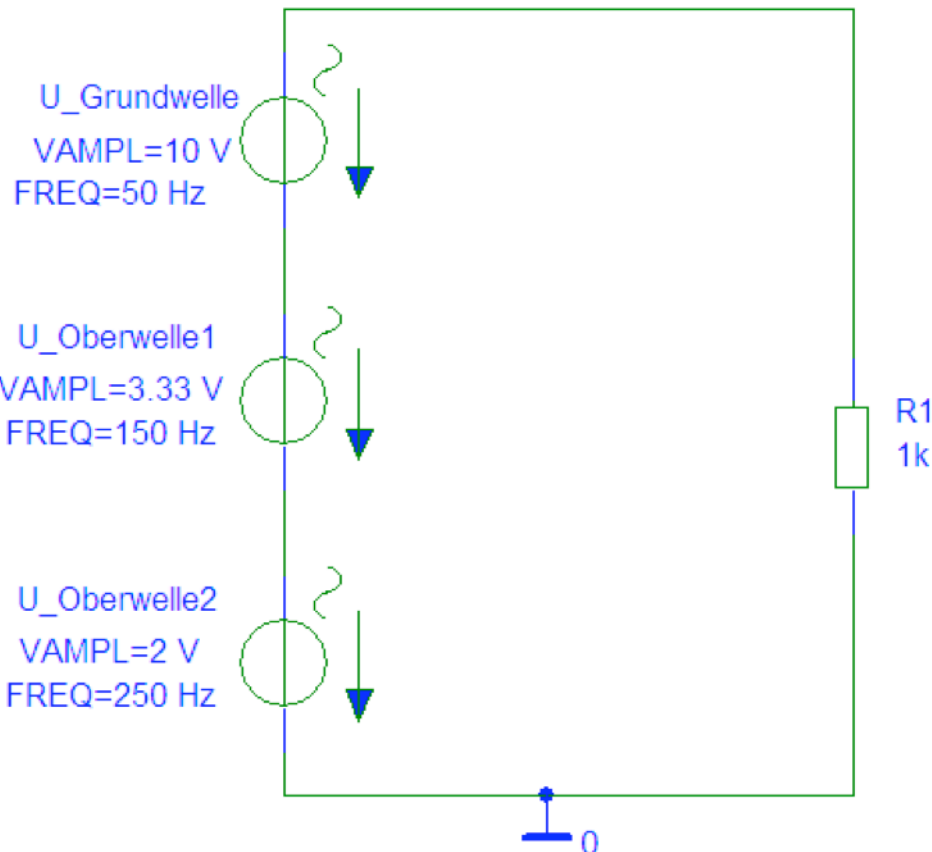 U_Grundwelle
VAMPL=10 V
FREQ=50 Hz
U_Oberwelle1
VAMPL=3.33 V
FREQ=150 Hz
R1
1k
U_Oberwelle2
VAMPL=2 V
FREQ=250 Hz
0